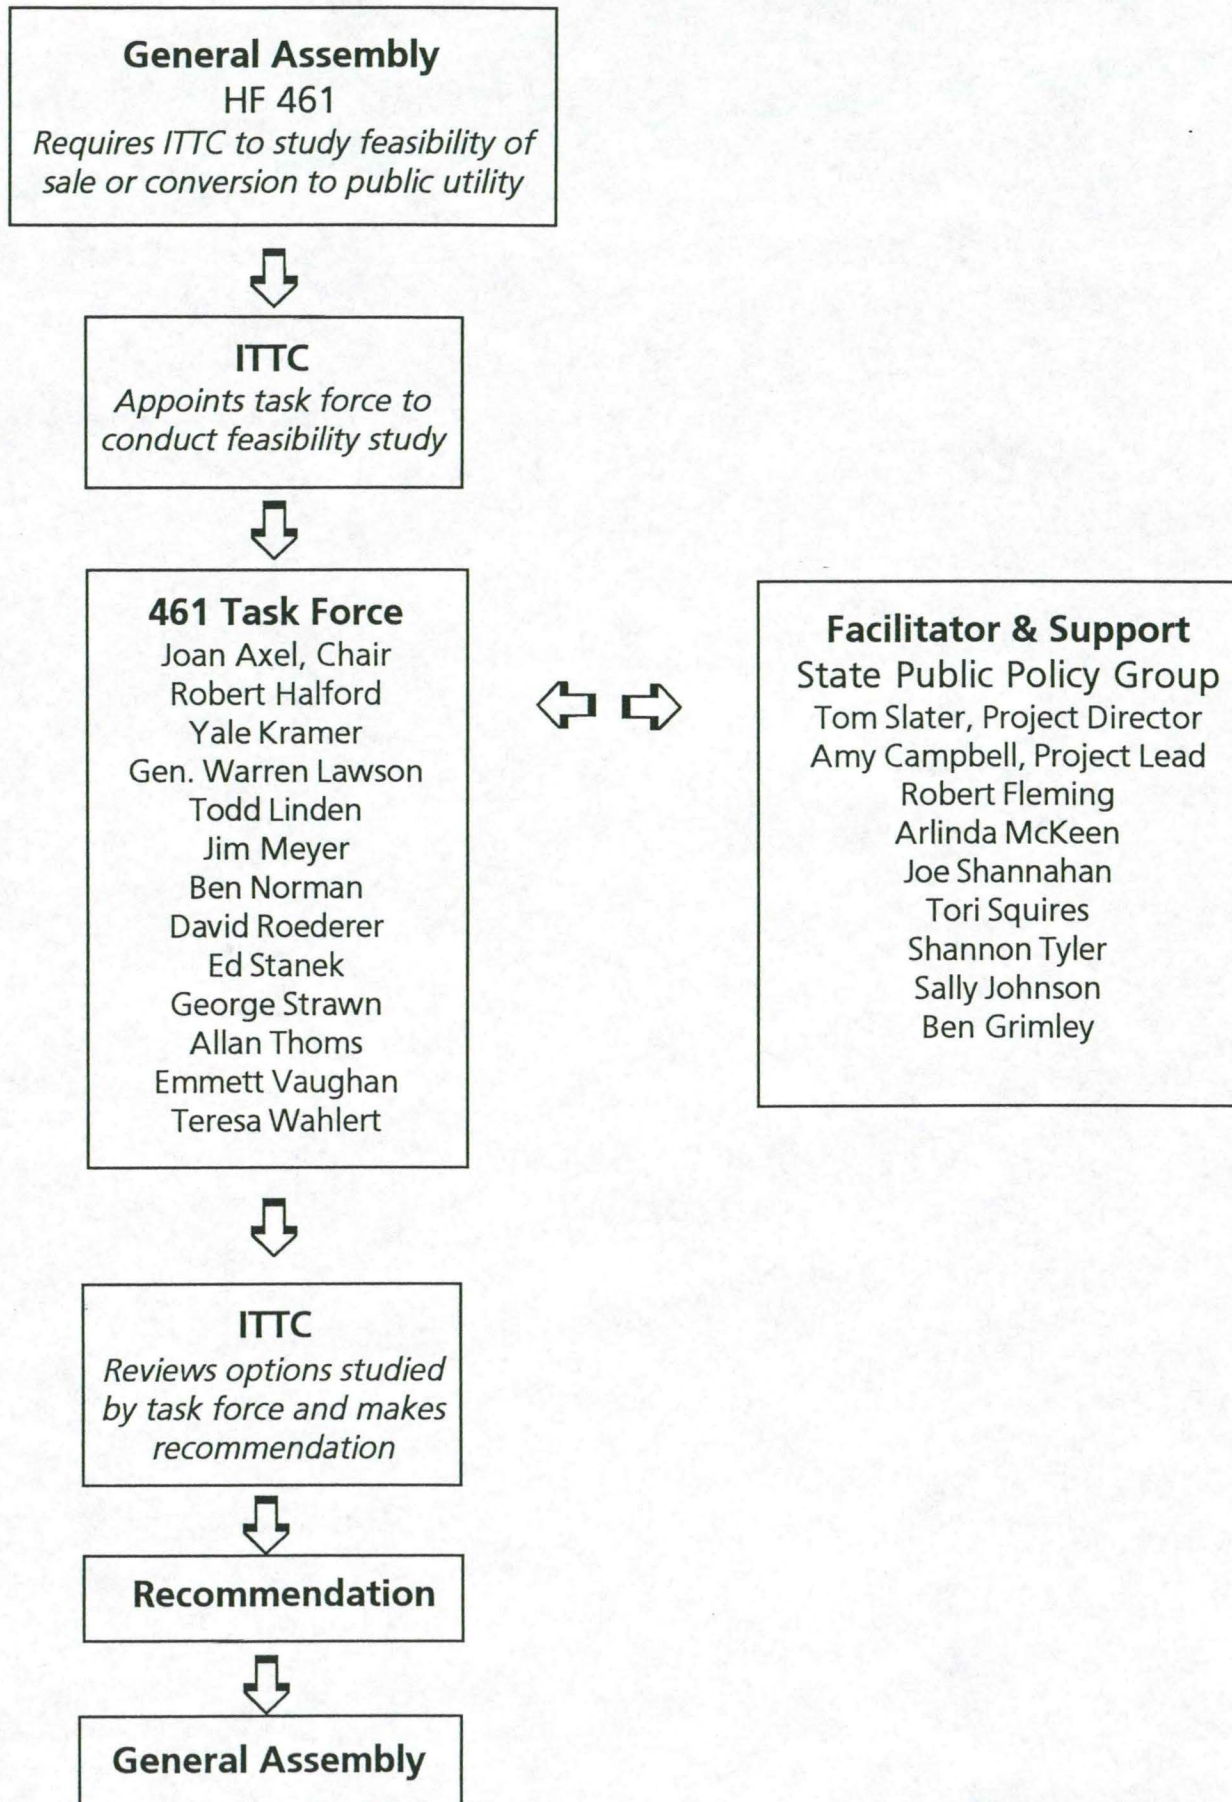 General Assembly
HF 461
Requires ITTC to study feasibility of
sale or conversion to public utility
ITTC
Appoints task force to
conduct feasibility study
461 Task Force
Joan Axel, Chair
Robert Halford
Yale Kramer
Gen. Warren Lawson
Todd Linden
Jim Meyer
Ben Norman
David Roederer
Ed Stanek
George Strawn
Allan Thoms
Emmett Vaughan
Teresa Wahlert
Facilitator & Support
State Public Policy Group
Tom Slater, Project Director
Amy Campbell, Project Lead
Robert Fleming
Arlinda McKeen
Joe Shannahan
Tori Squires
Shannon Tyler
Sally Johnson
Ben Grimley
ITTC
Reviews options studied
by task force and makes
recommendation
Recommendation
General Assembly